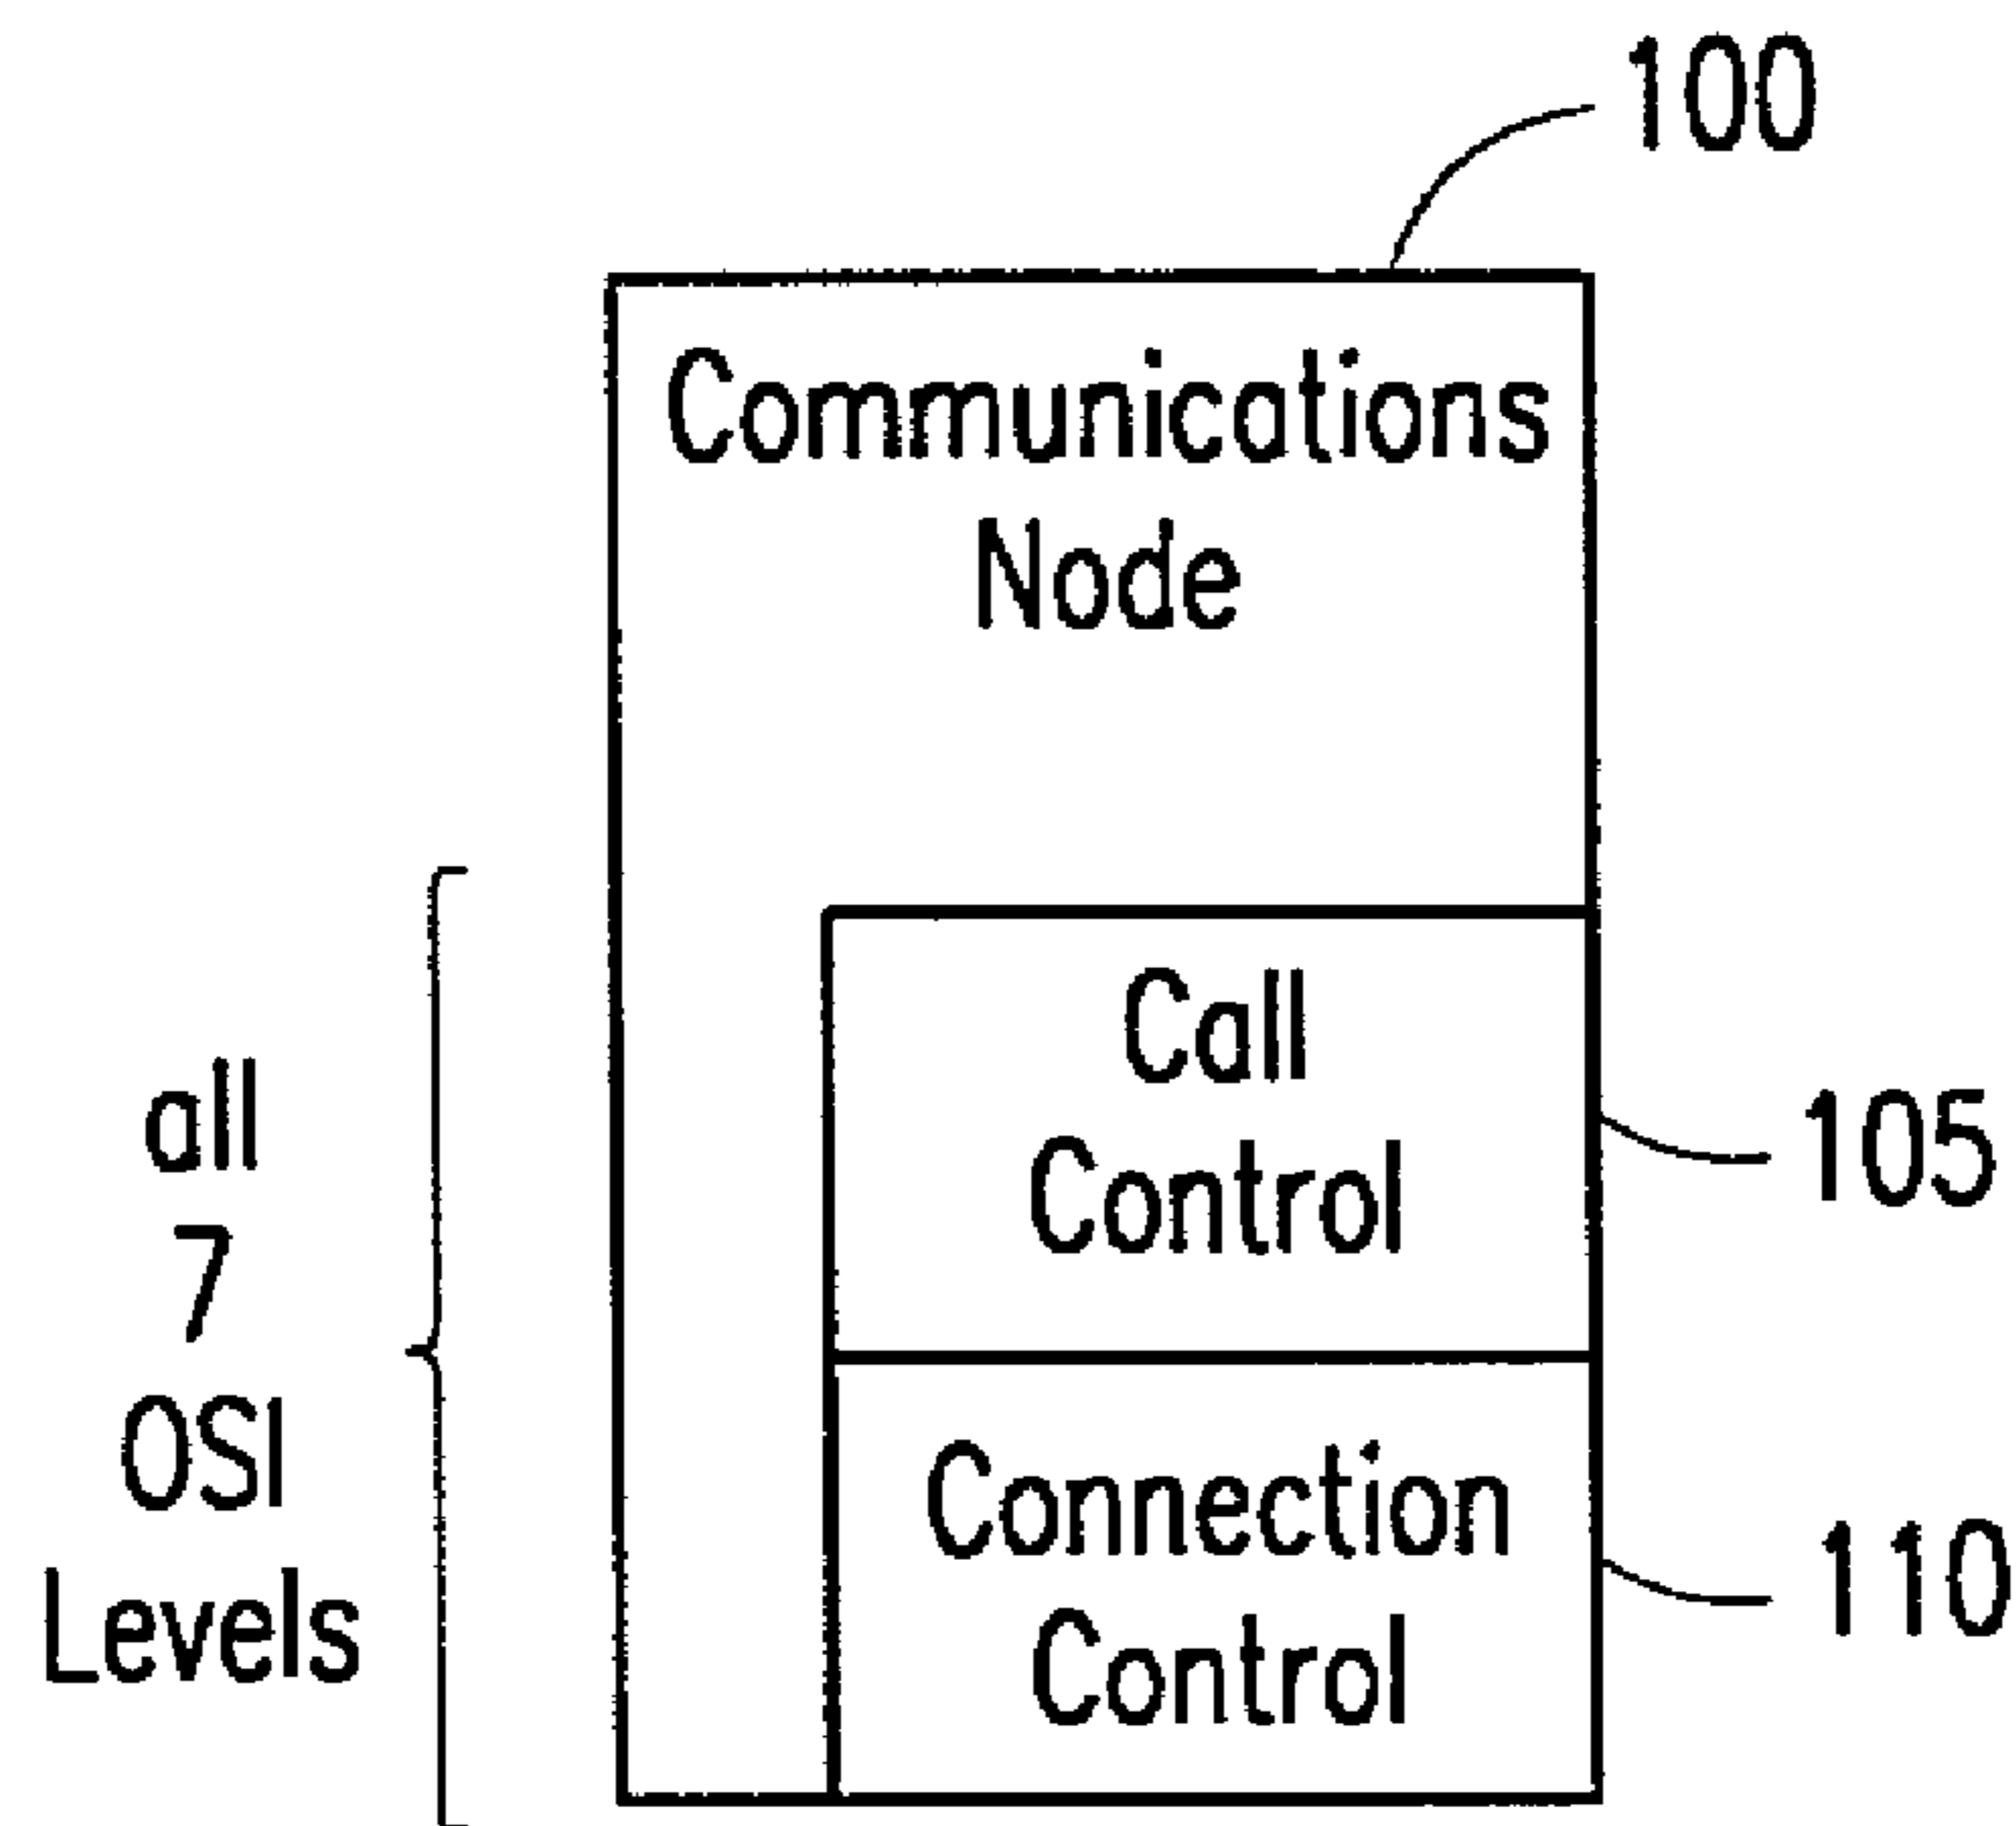 100
Communications
Node
Call
Control
105
all
7
OSI
Levels
Connection
Control
110